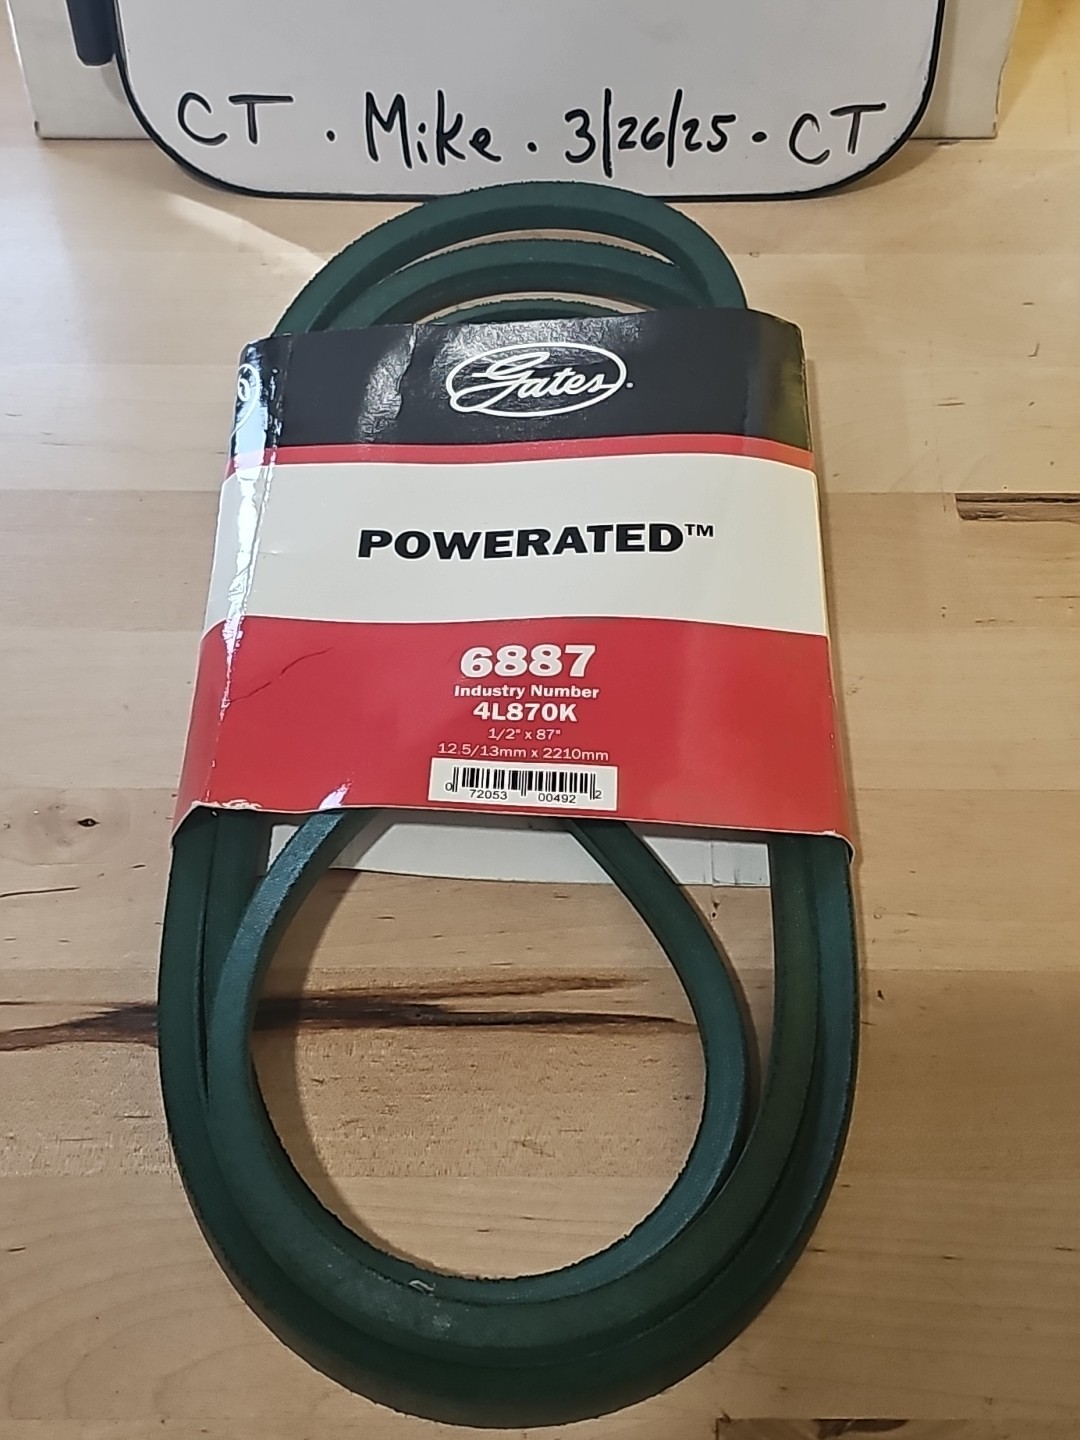 CT . Mike . 3/26/25 - CT
Gates.
POWERATED™
6887
Industry Number
4L870K
1/2" x 87"
12.5/13mm x 2210mm
0 72053 00492 2